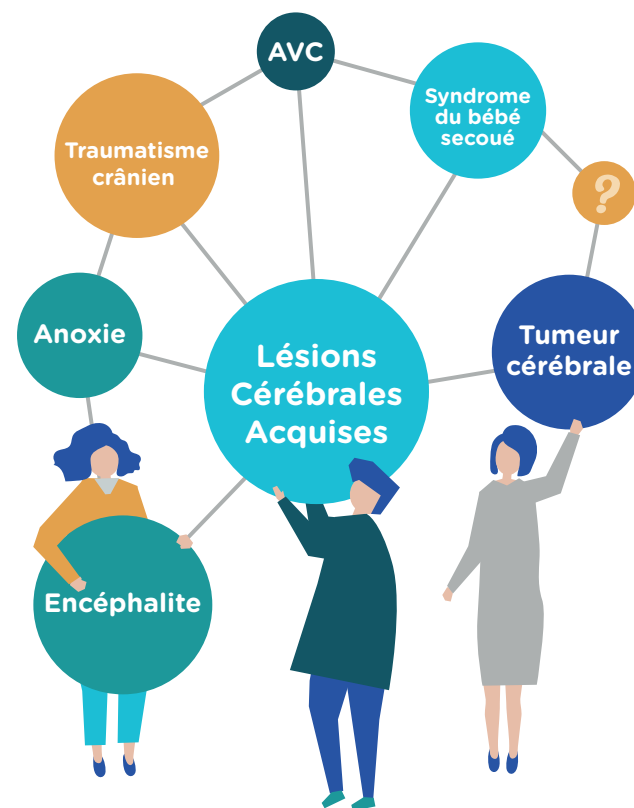 AVC
Syndrome
du bébé
secoué
Traumatisme
crânien
?
Anoxie
Tumeur
cérébrale
Lésions
Cérébrales
Acquises
Encéphalite